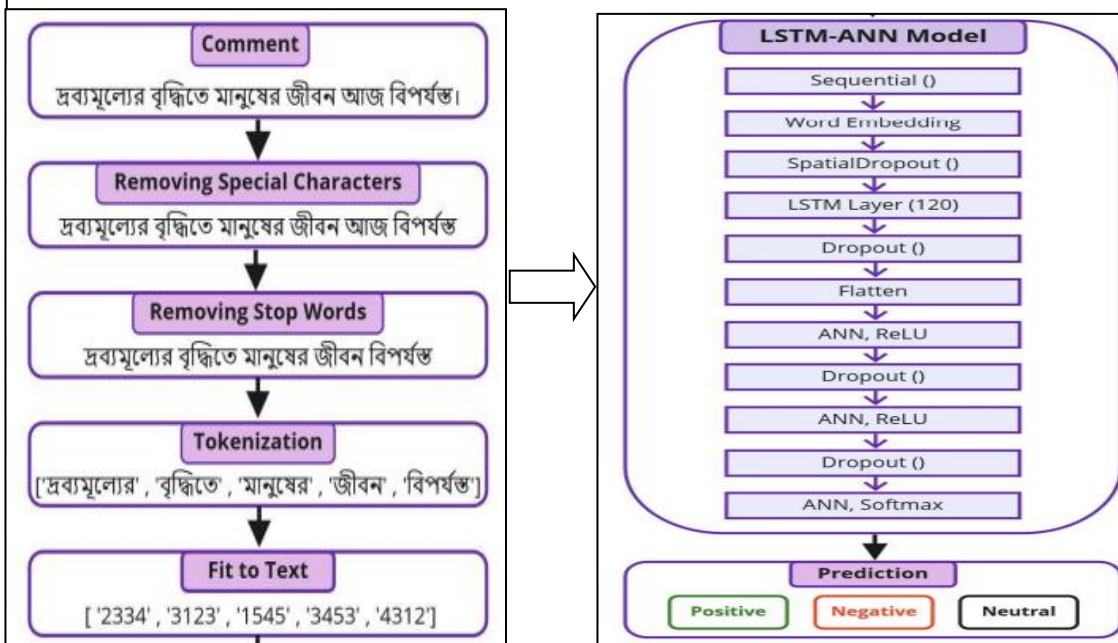 Comment
দ্রব্যমূল্যের বৃদ্ধিতে মানুষের জীবন আজ বিপর্যস্ত।
Removing Special Characters
দ্রব্যমূল্যের বৃদ্ধিতে মানুষের জীবন আজ বিপর্যস্ত
Removing Stop Words
দ্রব্যমূল্যের বৃদ্ধিতে মানুষের জীবন বিপর্যস্ত
Tokenization
['দ্রব্যমূল্যের' , 'বৃদ্ধিতে' , 'মানুষের' , 'জীবন' , 'বিপর্যস্ত']
Fit to Text
[ '2334' , '3123' , '1545' , '3453' , '4312']
LSTM-ANN Model
Sequential ()
Word Embedding
SpatialDropout ()
LSTM Layer (120)
Dropout ()
Flatten
ANN, ReLU
Dropout ()
ANN, ReLU
Dropout ()
ANN, Softmax
Prediction
Positive
Negative
Neutral